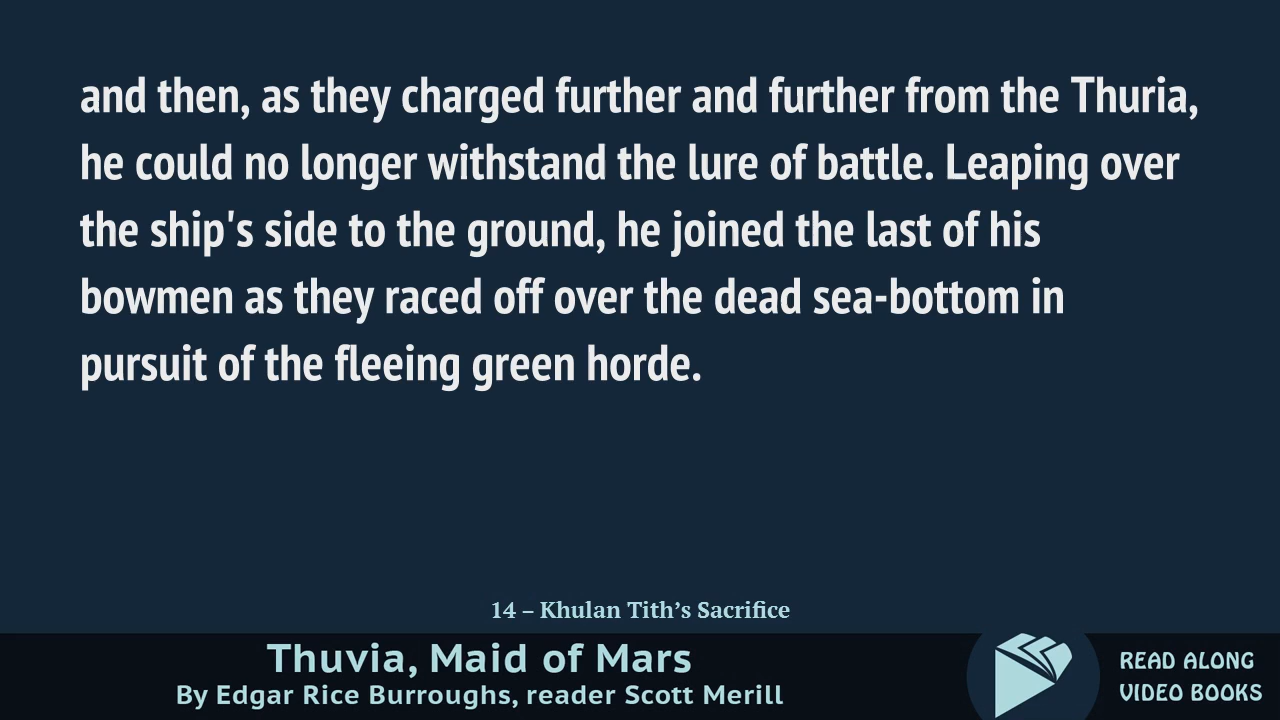 and then, as they charged further and further from the Thuria,
he could no longer withstand the lure of battle. Leaping over
the ship's side to the ground, he joined the last of his
bowmen as they raced off over the dead sea-bottom in
pursuit of the fleeing green horde.
14 – Khulan Tith’s Sacrifice
Thuvia, Maid of Mars
By Edgar Rice Burroughs, reader Scott Merill
READ ALONG
VIDEO BOOKS